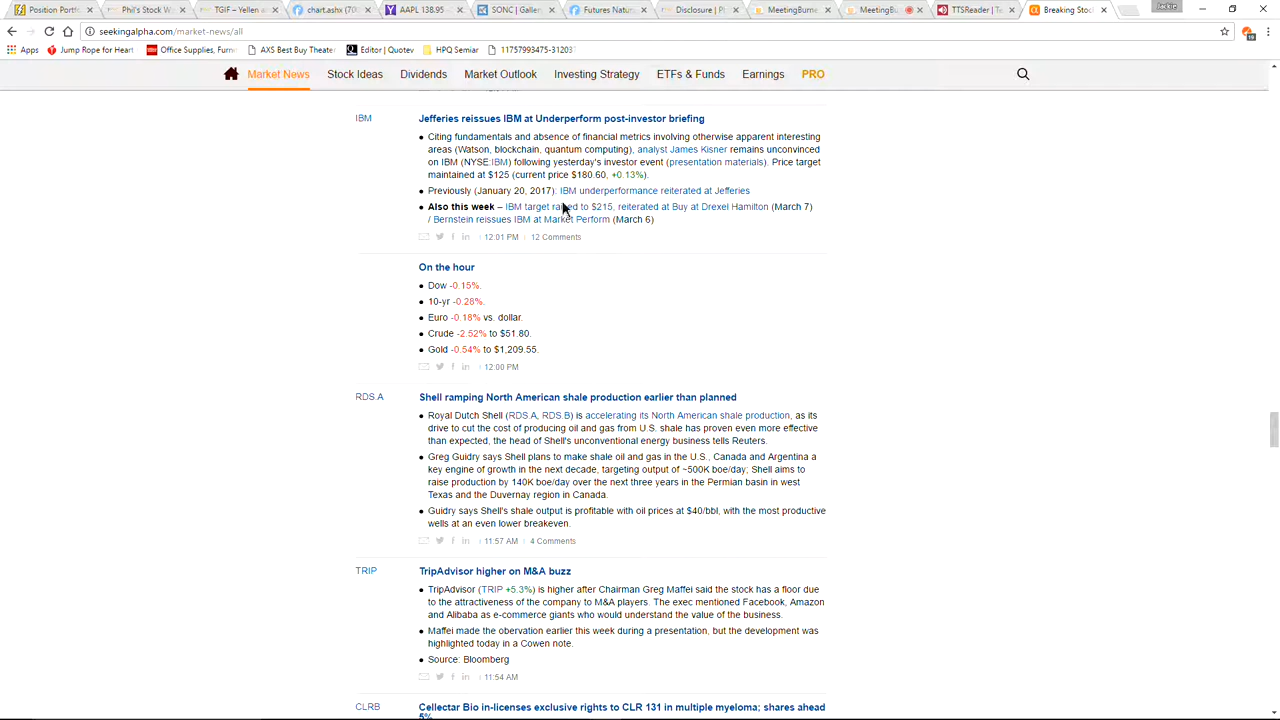 Position Portfo
Phil's Stock W
TGIF – Yellen a
chart.ashx (70
AAPL 138.95
SONC | Galler
Futures Natur
Disclosure | P
MeetingBurne
MeetingBu
TTSReader | T
Breaking Stoc
Jackie
seekingalpha.com/market-news/all
19
Apps
Jump Rope for Heart
Office Supplies, Furn
AXS Best Buy Theate
Editor | Quotev
HPQ Semiar
11757993475-31203
Market News
Stock Ideas
Dividends
Market Outlook
Investing Strategy
ETFs & Funds
Earnings
PRO
IBM
Jefferies reissues IBM at Underperform post-investor briefing
Citing fundamentals and absence of financial metrics involving otherwise apparent interesting
areas (Watson, blockchain, quantum computing), analyst James Kisner remains unconvinced
on IBM (NYSE:IBM) following yesterday's investor event (presentation materials). Price target
maintained at $125 (current price $180.60, +0.13%).
Previously (January 20, 2017): IBM underperformance reiterated at Jefferies
Also this week – IBM target raised to $215, reiterated at Buy at Drexel Hamilton (March 7)
/ Bernstein reissues IBM at Market Perform (March 6)
12:01 PM
12 Comments
On the hour
Dow -0.15%.
10-yr -0.28%.
Euro -0.18% vs. dollar.
Crude -2.52% to $51.80.
Gold -0.54% to $1,209.55.
12:00 PM
RDS.A
Shell ramping North American shale production earlier than planned
Royal Dutch Shell (RDS.A, RDS.B) is accelerating its North American shale production, as its
drive to cut the cost of producing oil and gas from U.S. shale has proven even more effective
than expected, the head of Shell's unconventional energy business tells Reuters.
Greg Guidry says Shell plans to make shale oil and gas in the U.S., Canada and Argentina a
key engine of growth in the next decade, targeting output of ~500K boe/day; Shell aims to
raise production by 140K boe/day over the next three years in the Permian basin in west
Texas and the Duvernay region in Canada.
Guidry says Shell's shale output is profitable with oil prices at $40/bbl, with the most productive
wells at an even lower breakeven.
11:57 AM
4 Comments
TRIP
TripAdvisor higher on M&A buzz
TripAdvisor (TRIP +5.3%) is higher after Chairman Greg Maffei said the stock has a floor due
to the attractiveness of the company to M&A players. The exec mentioned Facebook, Amazon
and Alibaba as e-commerce giants who would understand the value of the business.
Maffei made the obervation earlier this week during a presentation, but the development was
highlighted today in a Cowen note.
Source: Bloomberg
11:54 AM
CLRB
Cellectar Bio in-licenses exclusive rights to CLR 131 in multiple myeloma; shares ahead
5%